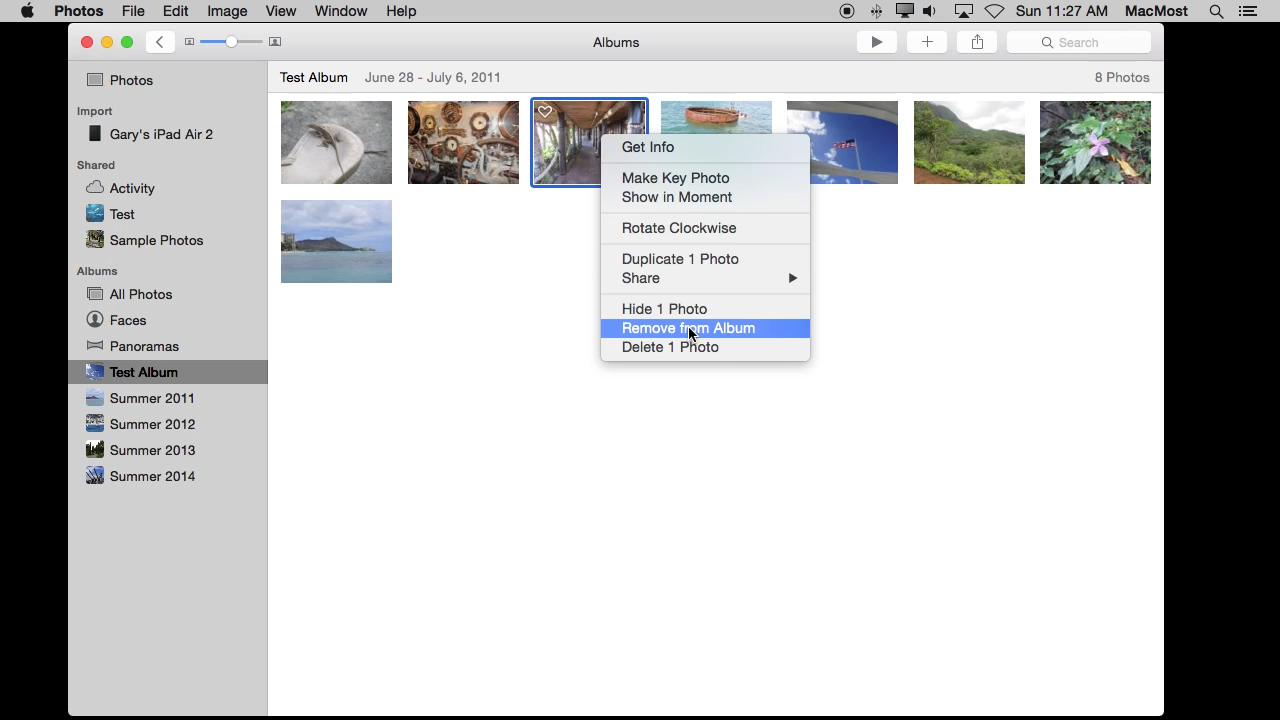 Photos File Edit Image View Window Help Sun 11:27 AM MacMost
Albums Search
Photos
Import
Gary's iPad Air 2
Shared
Activity
Test
Sample Photos
Albums
All Photos
Faces
Panoramas
Test Album
Summer 2011
Summer 2012
Summer 2013
Summer 2014
Test Album June 28 - July 6, 2011 8 Photos
Get Info
Make Key Photo
Show in Moment
Rotate Clockwise
Duplicate 1 Photo
Share
Hide 1 Photo
Remove from Album
Delete 1 Photo